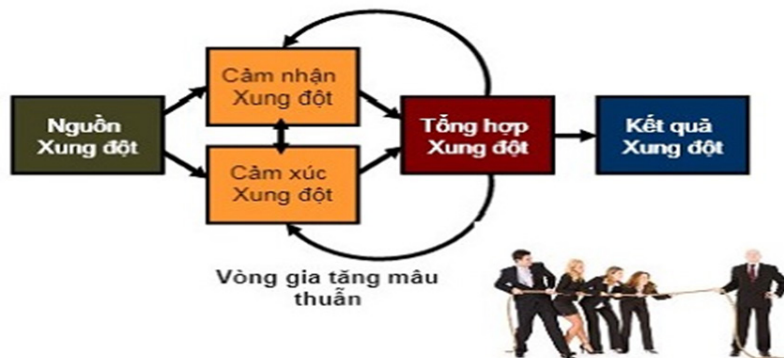 Cảm nhận
Xung đột
Nguồn
Xung đột
Tổng hợp
Xung đột
Kết quả
Xung đột
Cảm xúc
Xung đột
Vòng gia tăng mâu
thuẫn